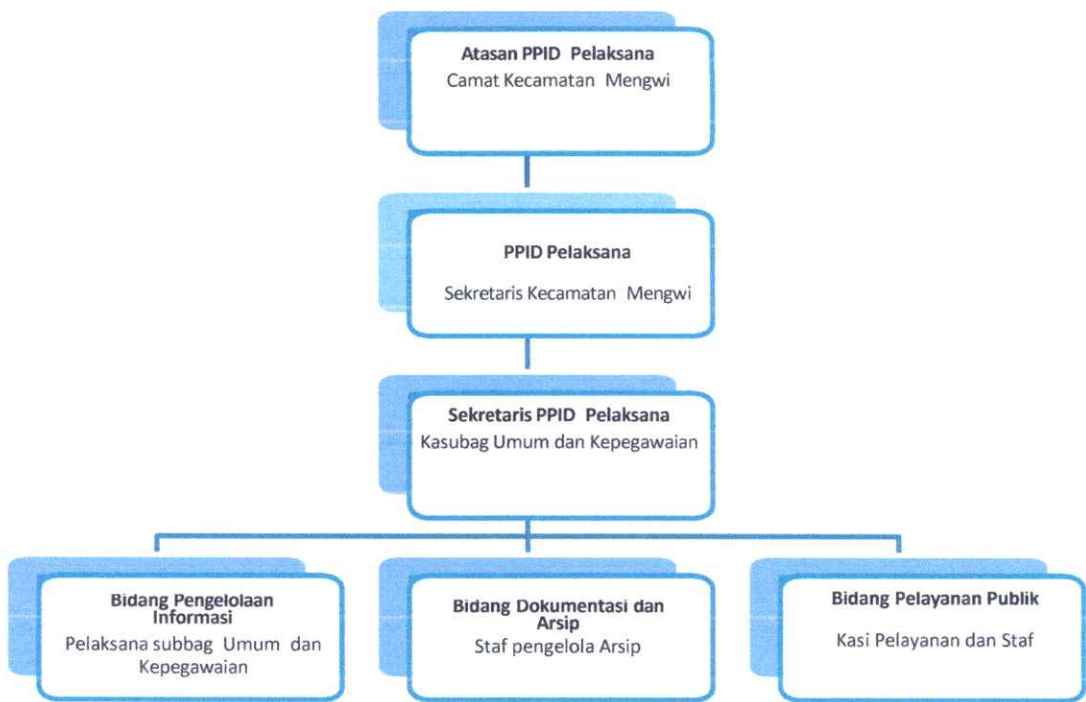 Atasan PPID Pelaksana
Camat Kecamatan Mengwi
PPID Pelaksana
Sekretaris Kecamatan Mengwi
Sekretaris PPID Pelaksana
Kasubag Umum dan Kepegawaian
Bidang Pengelolaan
Informasi
Pelaksana subbag Umum dan
Kepegawaian
Bidang Dokumentasi dan
Arsip
Staf pengelola Arsip
Bidang Pelayanan Publik
Kasi Pelayanan dan Staf